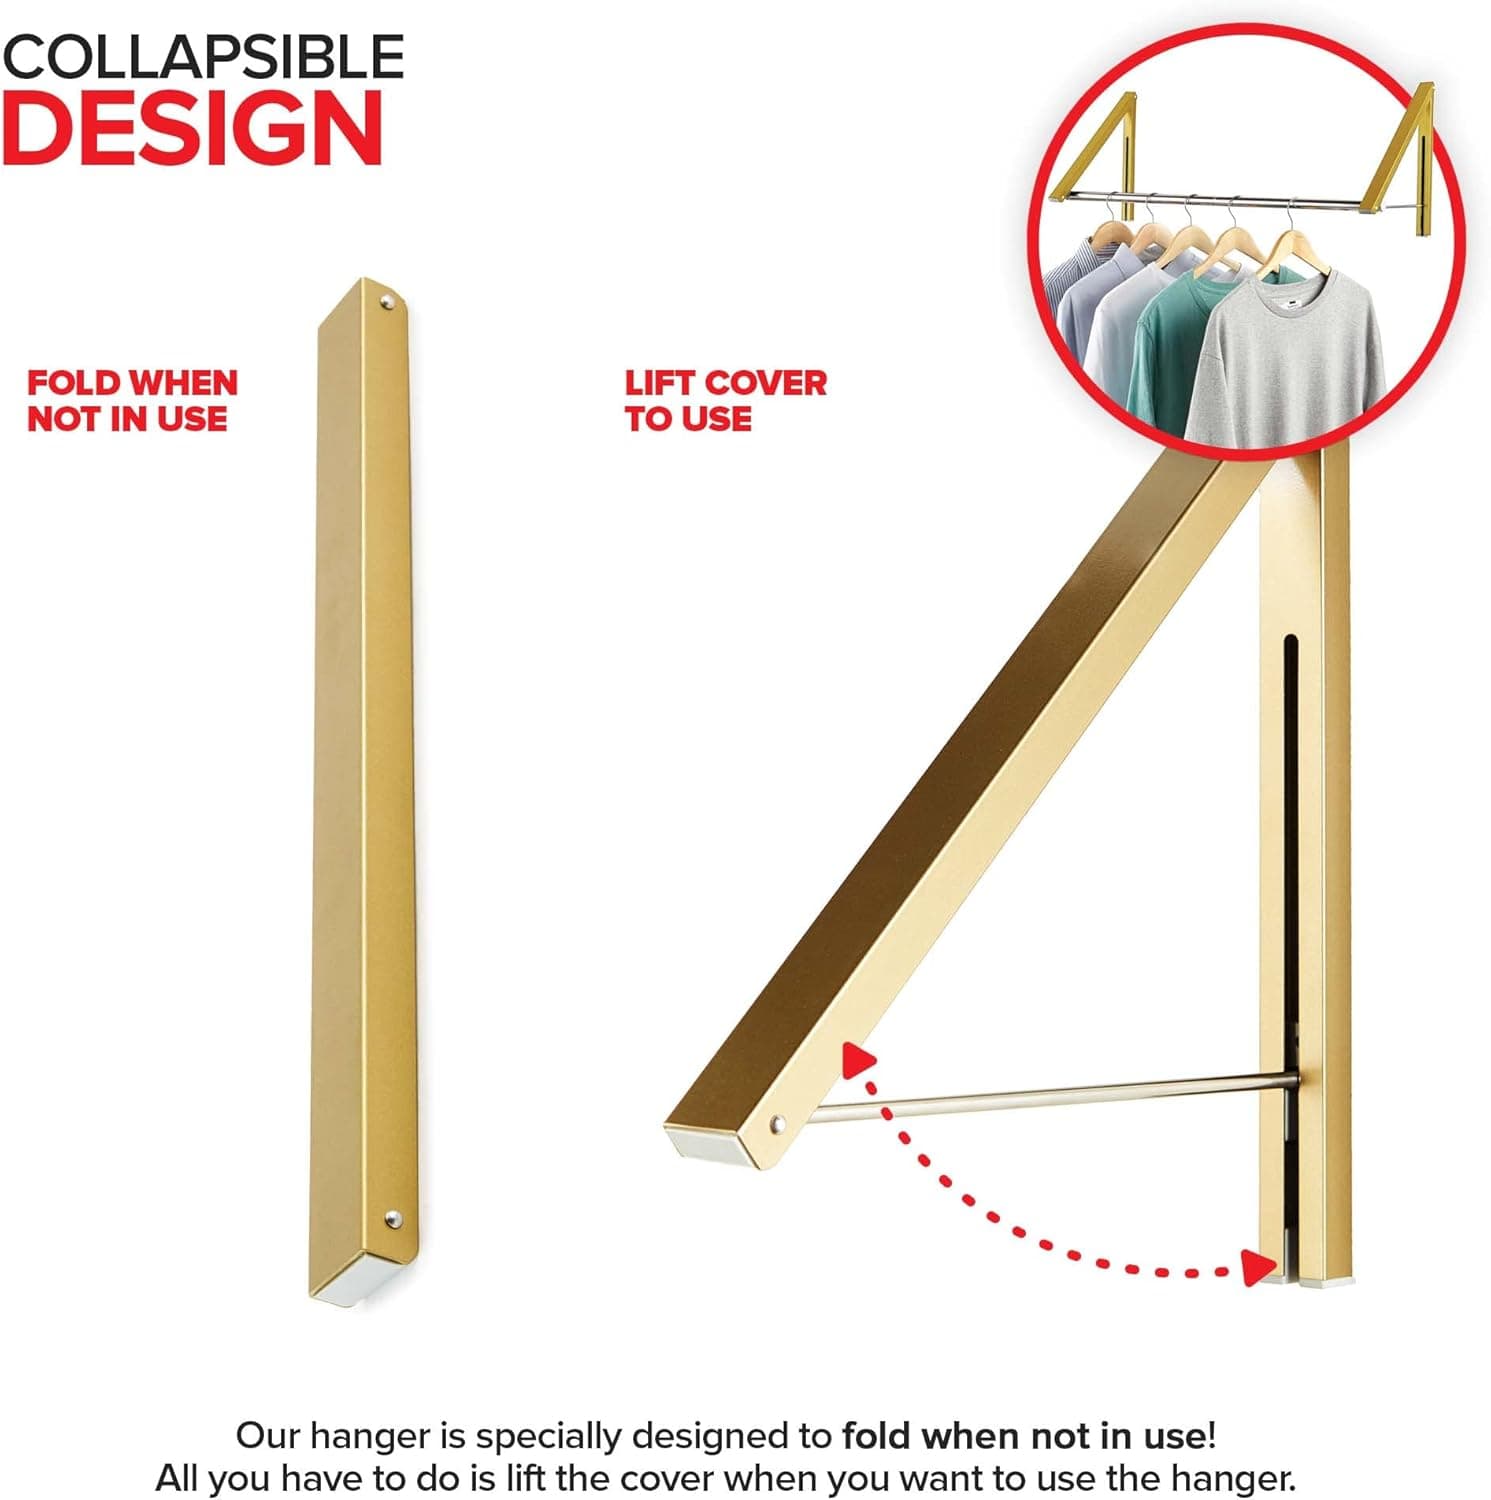 COLLAPSIBLE
DESIGN
FOLD WHEN
NOT IN USE
LIFT COVER
TO USE
Our hanger is specially designed to fold when not in use!
All you have to do is lift the cover when you want to use the hanger.